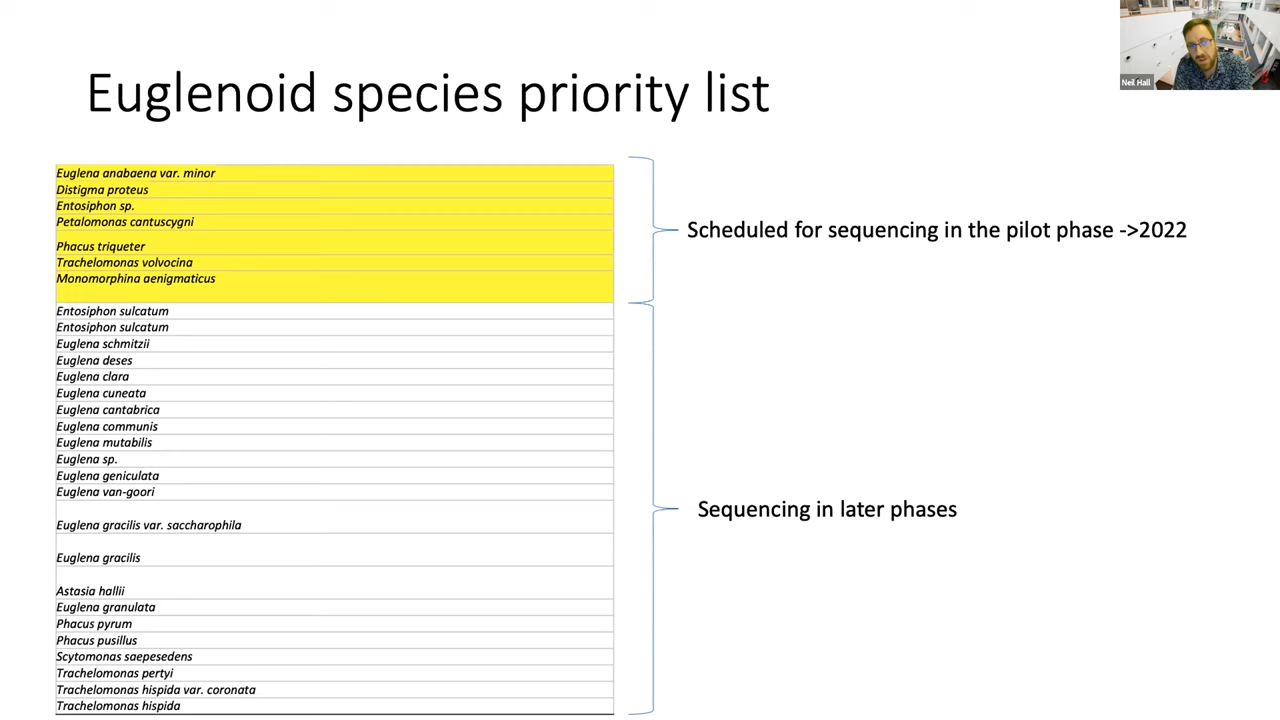 Neil Hall
Euglenoid species priority list
Euglena anabaena var. minor
Distigma proteus
Entosiphon sp.
Petalomonas cantuscygni
Phacus triqueter
Trachelomonas volvocina
Monomorphina aenigmaticus
Scheduled for sequencing in the pilot phase ->2022
Entosiphon sulcatum
Entosiphon sulcatum
Euglena schmitzii
Euglena deses
Euglena clara
Euglena cuneata
Euglena cantabrica
Euglena communis
Euglena mutabilis
Euglena sp.
Euglena geniculata
Euglena van-goori
Euglena gracilis var. saccharophila
Euglena gracilis
Astasia hallii
Euglena granulata
Phacus pyrum
Phacus pusillus
Scytomonas saepesedens
Trachelomonas pertyi
Trachelomonas hispida var. coronata
Trachelomonas hispida
Sequencing in later phases